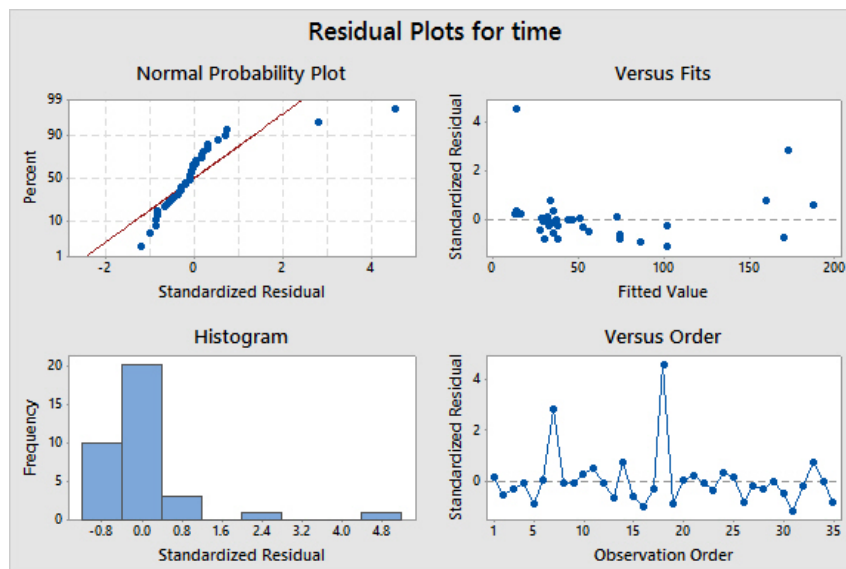 Residual Plots for time
Normal Probability Plot
99
90
50
10
1
Percent
-2 0 2 4
Standardized Residual
Versus Fits
4
2
0
Standardized Residual
0 50 100 150 200
Fitted Value
Histogram
20
15
10
5
0
Frequency
-0.8 0.0 0.8 1.6 2.4 3.2 4.0 4.8
Standardized Residual
Versus Order
4
2
0
Standardized Residual
1 5 10 15 20 25 30 35
Observation Order